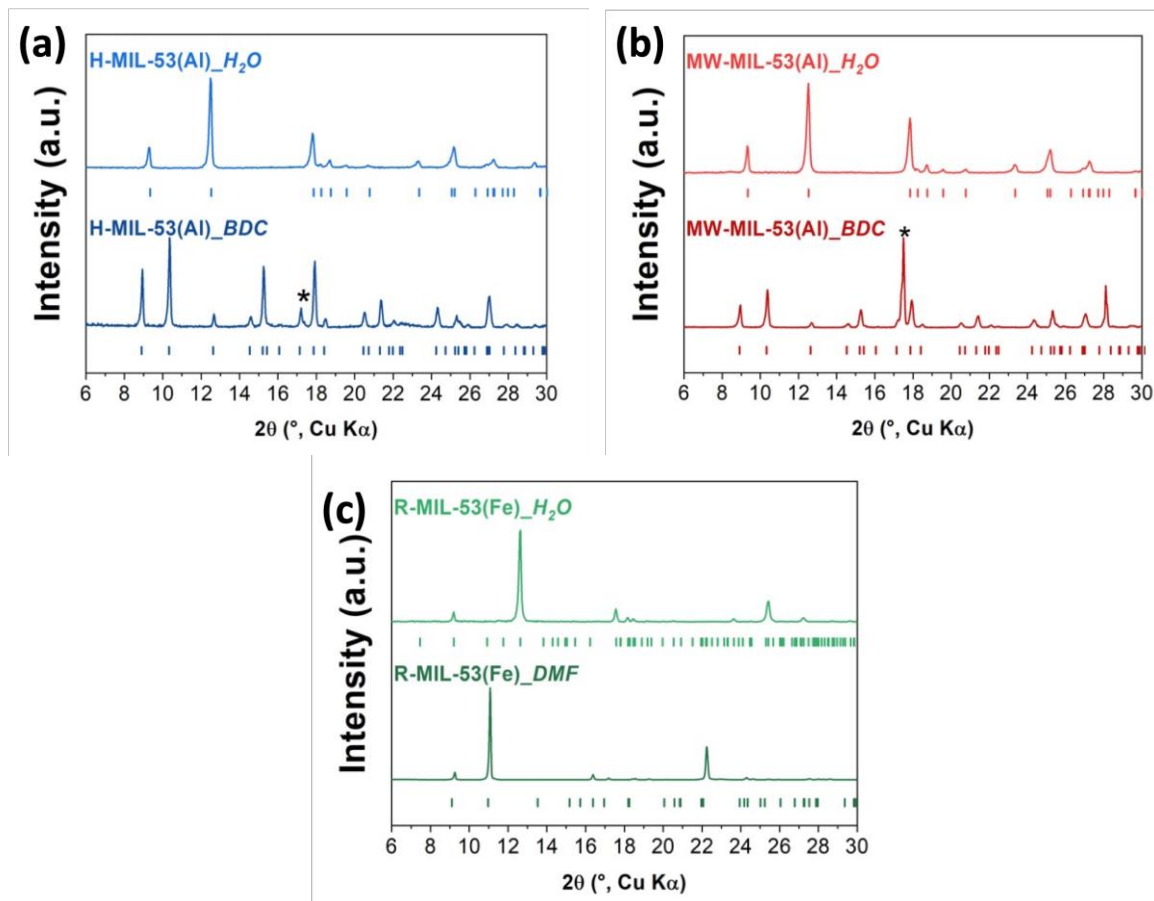 (a)
H-MIL-53(Al)_H₂O
H-MIL-53(Al)_BDC
*
Intensity (a.u.)
6 8 10 12 14 16 18 20 22 24 26 28 30
2θ (°, Cu Kα)
(b)
MW-MIL-53(Al)_H₂O
MW-MIL-53(Al)_BDC
*
Intensity (a.u.)
6 8 10 12 14 16 18 20 22 24 26 28 30
2θ (°, Cu Kα)
(c)
R-MIL-53(Fe)_H₂O
R-MIL-53(Fe)_DMF
Intensity (a.u.)
6 8 10 12 14 16 18 20 22 24 26 28 30
2θ (°, Cu Kα)